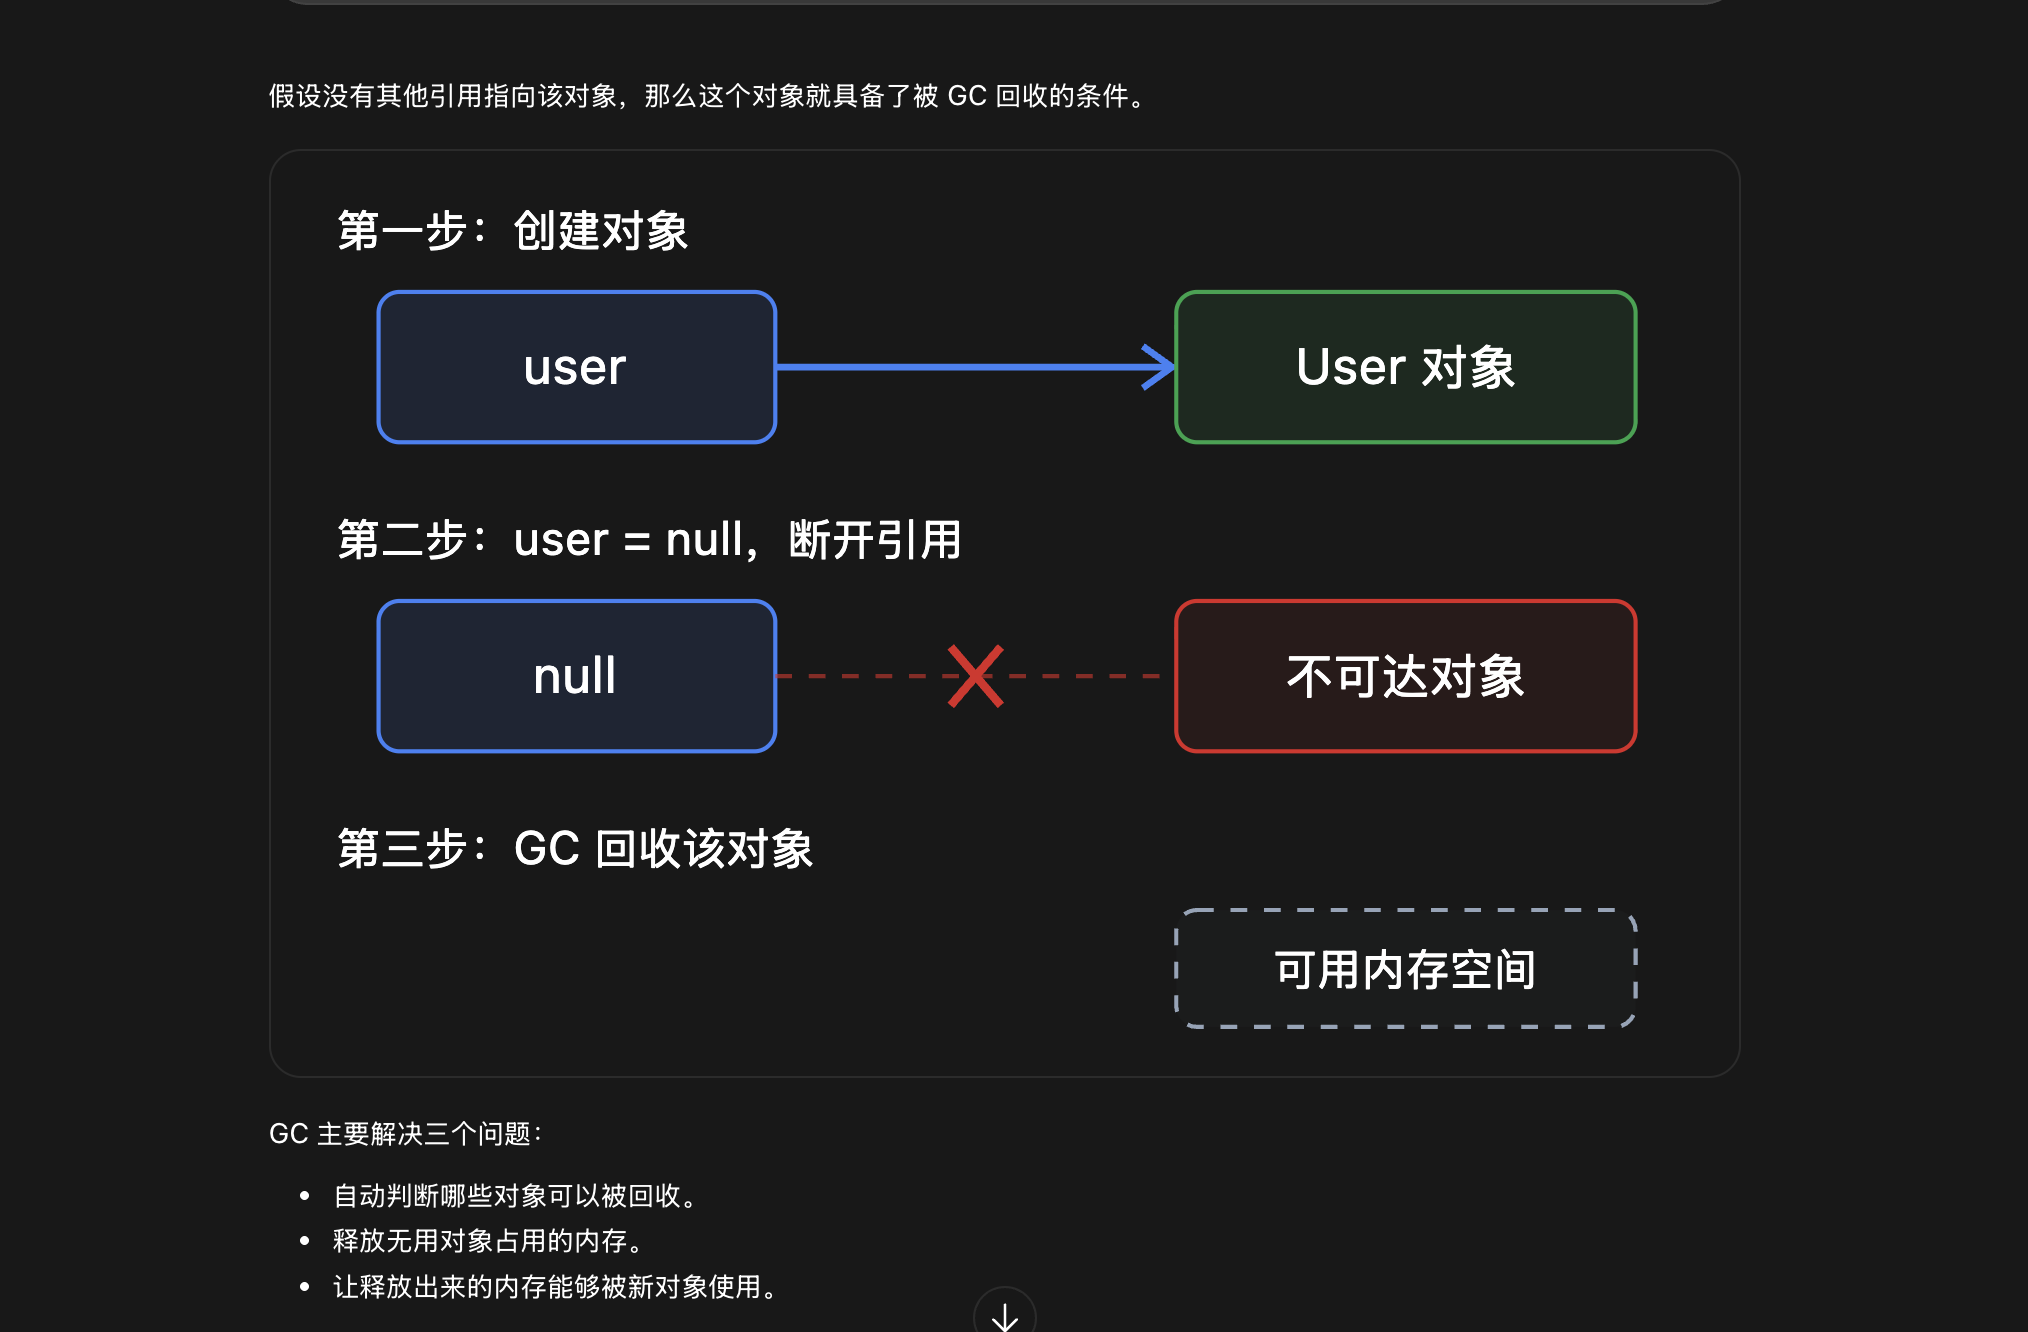 假设没有其他引用指向该对象，那么这个对象就具备了被 GC 回收的条件。
第一步：创建对象
user
User 对象
第二步：user = null，断开引用
null
不可达对象
第三步：GC 回收该对象
可用内存空间
GC 主要解决三个问题：
• 自动判断哪些对象可以被回收。
• 释放无用对象占用的内存。
• 让释放出来的内存能够被新对象使用。